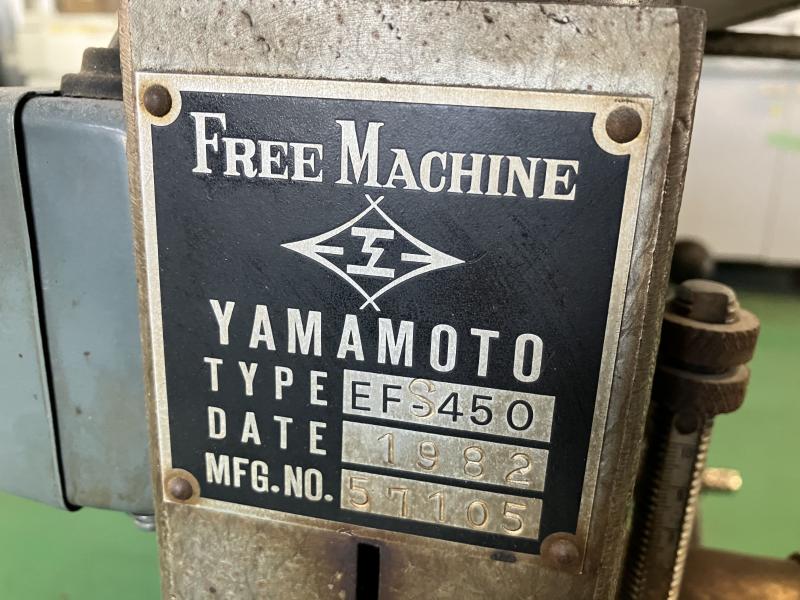 FREE MACHINE
YAMAMOTO
TYPE EFS-450
DATE 1982
MFG.NO. 57105